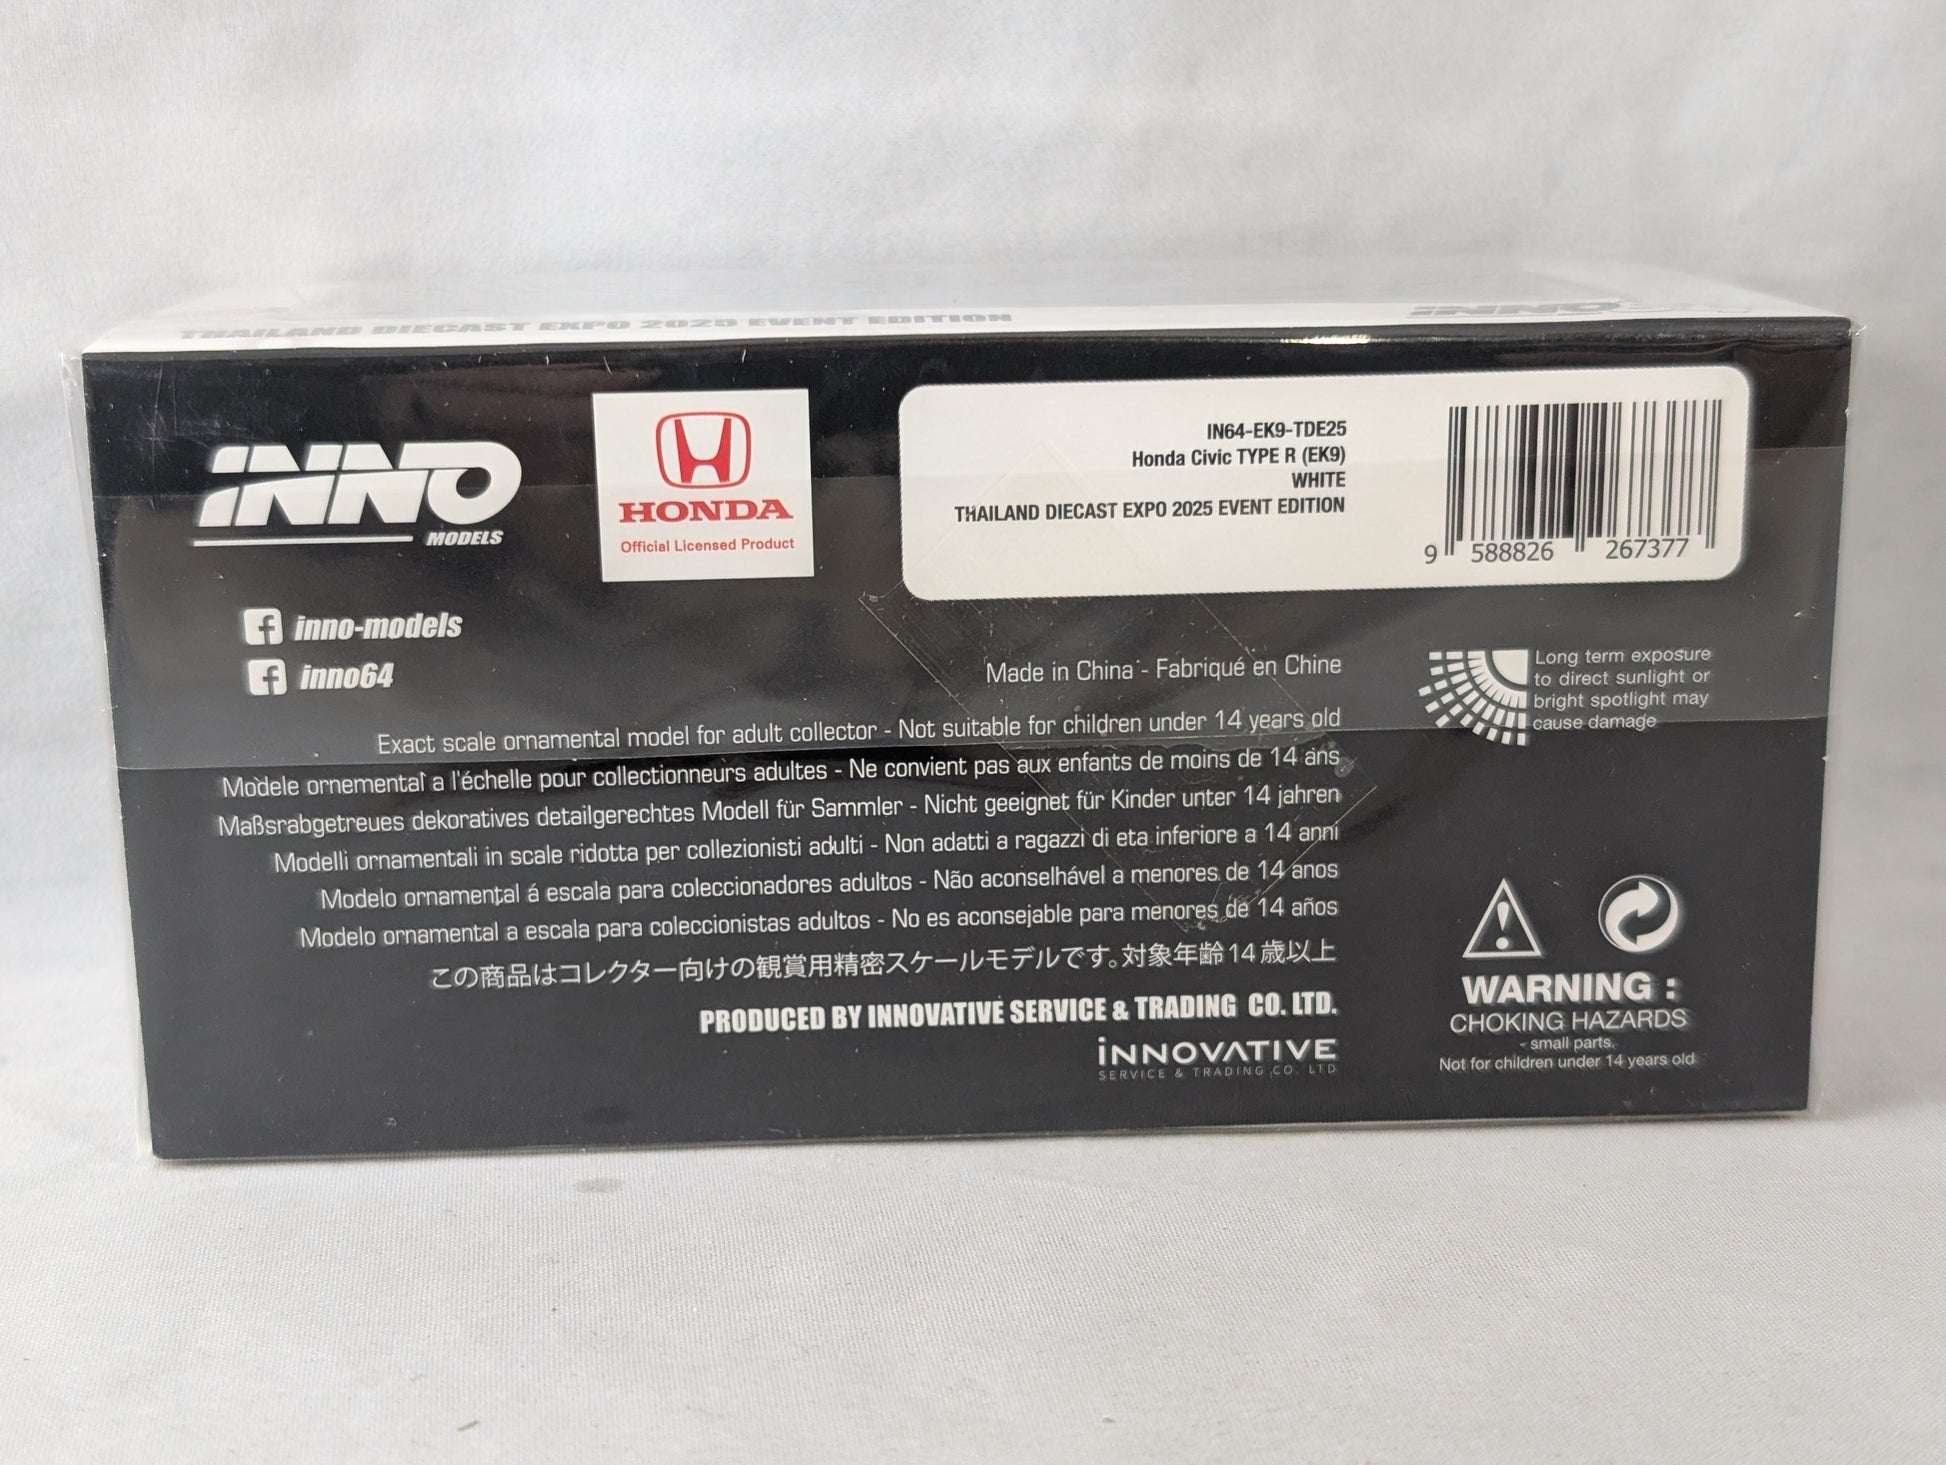 THAILAND DIECAST EXPO 2025 EVENT EDITION
INNO
INNO
MODELS
HONDA
Official Licensed Product
IN64-EK9-TDE25
Honda Civic TYPE R (EK9)
WHITE
THAILAND DIECAST EXPO 2025 EVENT EDITION
9 588826 267377
inno-models
inno64
Made in China - Fabriqué en Chine
Long term exposure
to direct sunlight or
bright spotlight may
cause damage
Exact scale ornamental model for adult collector - Not suitable for children under 14 years old
Modèle ornemental a l'échelle pour collectionneurs adultes - Ne convient pas aux enfants de moins de 14 ans
Maßsrabgetreues dekoratives detailgerechtes Modell für Sammler - Nicht geeignet für Kinder unter 14 jahren
Modelli ornamentali in scale ridotta per collezionisti adulti - Non adatti a ragazzi di eta inferiore a 14 anni
Modelo ornamental á escala para coleccionadores adultos - Não aconselhável a menores de 14 anos
Modelo ornamental a escala para coleccionistas adultos - No es aconsejable para menores de 14 años
この商品はコレクター向けの観賞用精密スケールモデルです。対象年齢14歳以上
PRODUCED BY INNOVATIVE SERVICE & TRADING CO. LTD.
INNOVATIVE
SERVICE & TRADING CO. LTD
WARNING :
CHOKING HAZARDS
- small parts.
Not for children under 14 years old